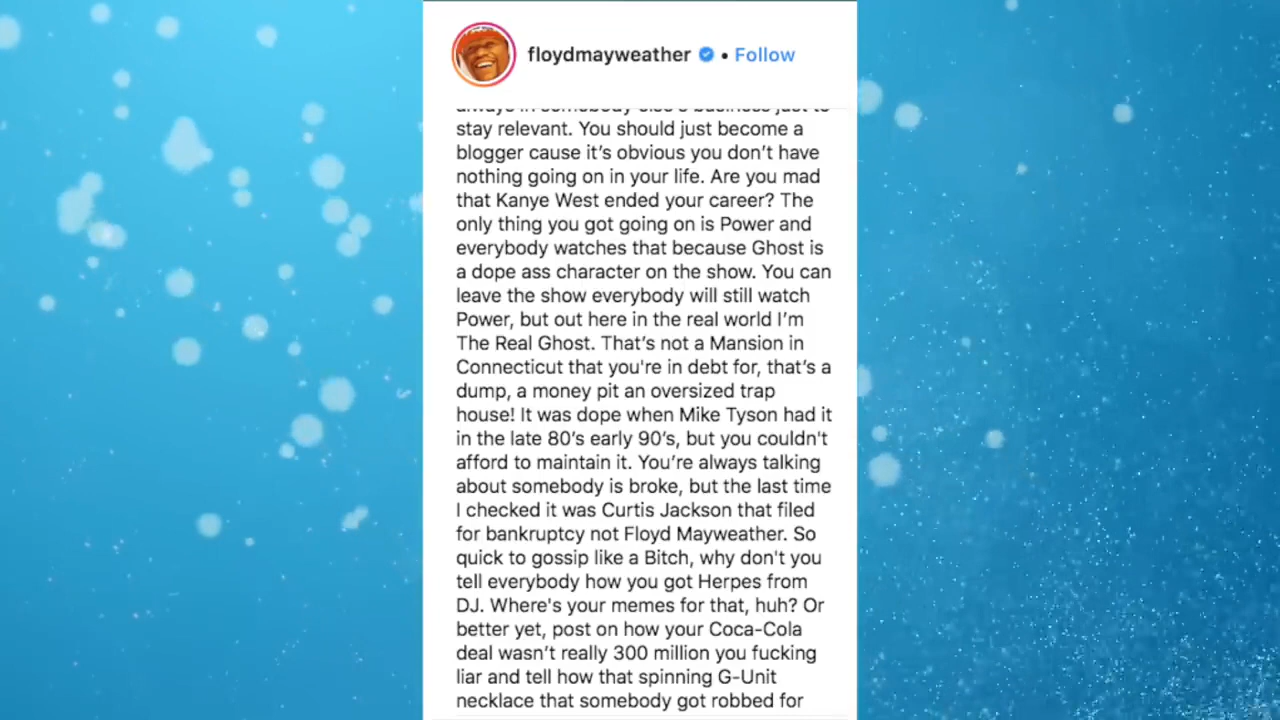 floydmayweather • Follow
always in somebody else's business just to
stay relevant. You should just become a
blogger cause it's obvious you don't have
nothing going on in your life. Are you mad
that Kanye West ended your career? The
only thing you got going on is Power and
everybody watches that because Ghost is
a dope ass character on the show. You can
leave the show everybody will still watch
Power, but out here in the real world I'm
The Real Ghost. That's not a Mansion in
Connecticut that you're in debt for, that's a
dump, a money pit an oversized trap
house! It was dope when Mike Tyson had it
in the late 80's early 90's, but you couldn't
afford to maintain it. You're always talking
about somebody is broke, but the last time
I checked it was Curtis Jackson that filed
for bankruptcy not Floyd Mayweather. So
quick to gossip like a Bitch, why don't you
tell everybody how you got Herpes from
DJ. Where's your memes for that, huh? Or
better yet, post on how your Coca-Cola
deal wasn't really 300 million you fucking
liar and tell how that spinning G-Unit
necklace that somebody got robbed for